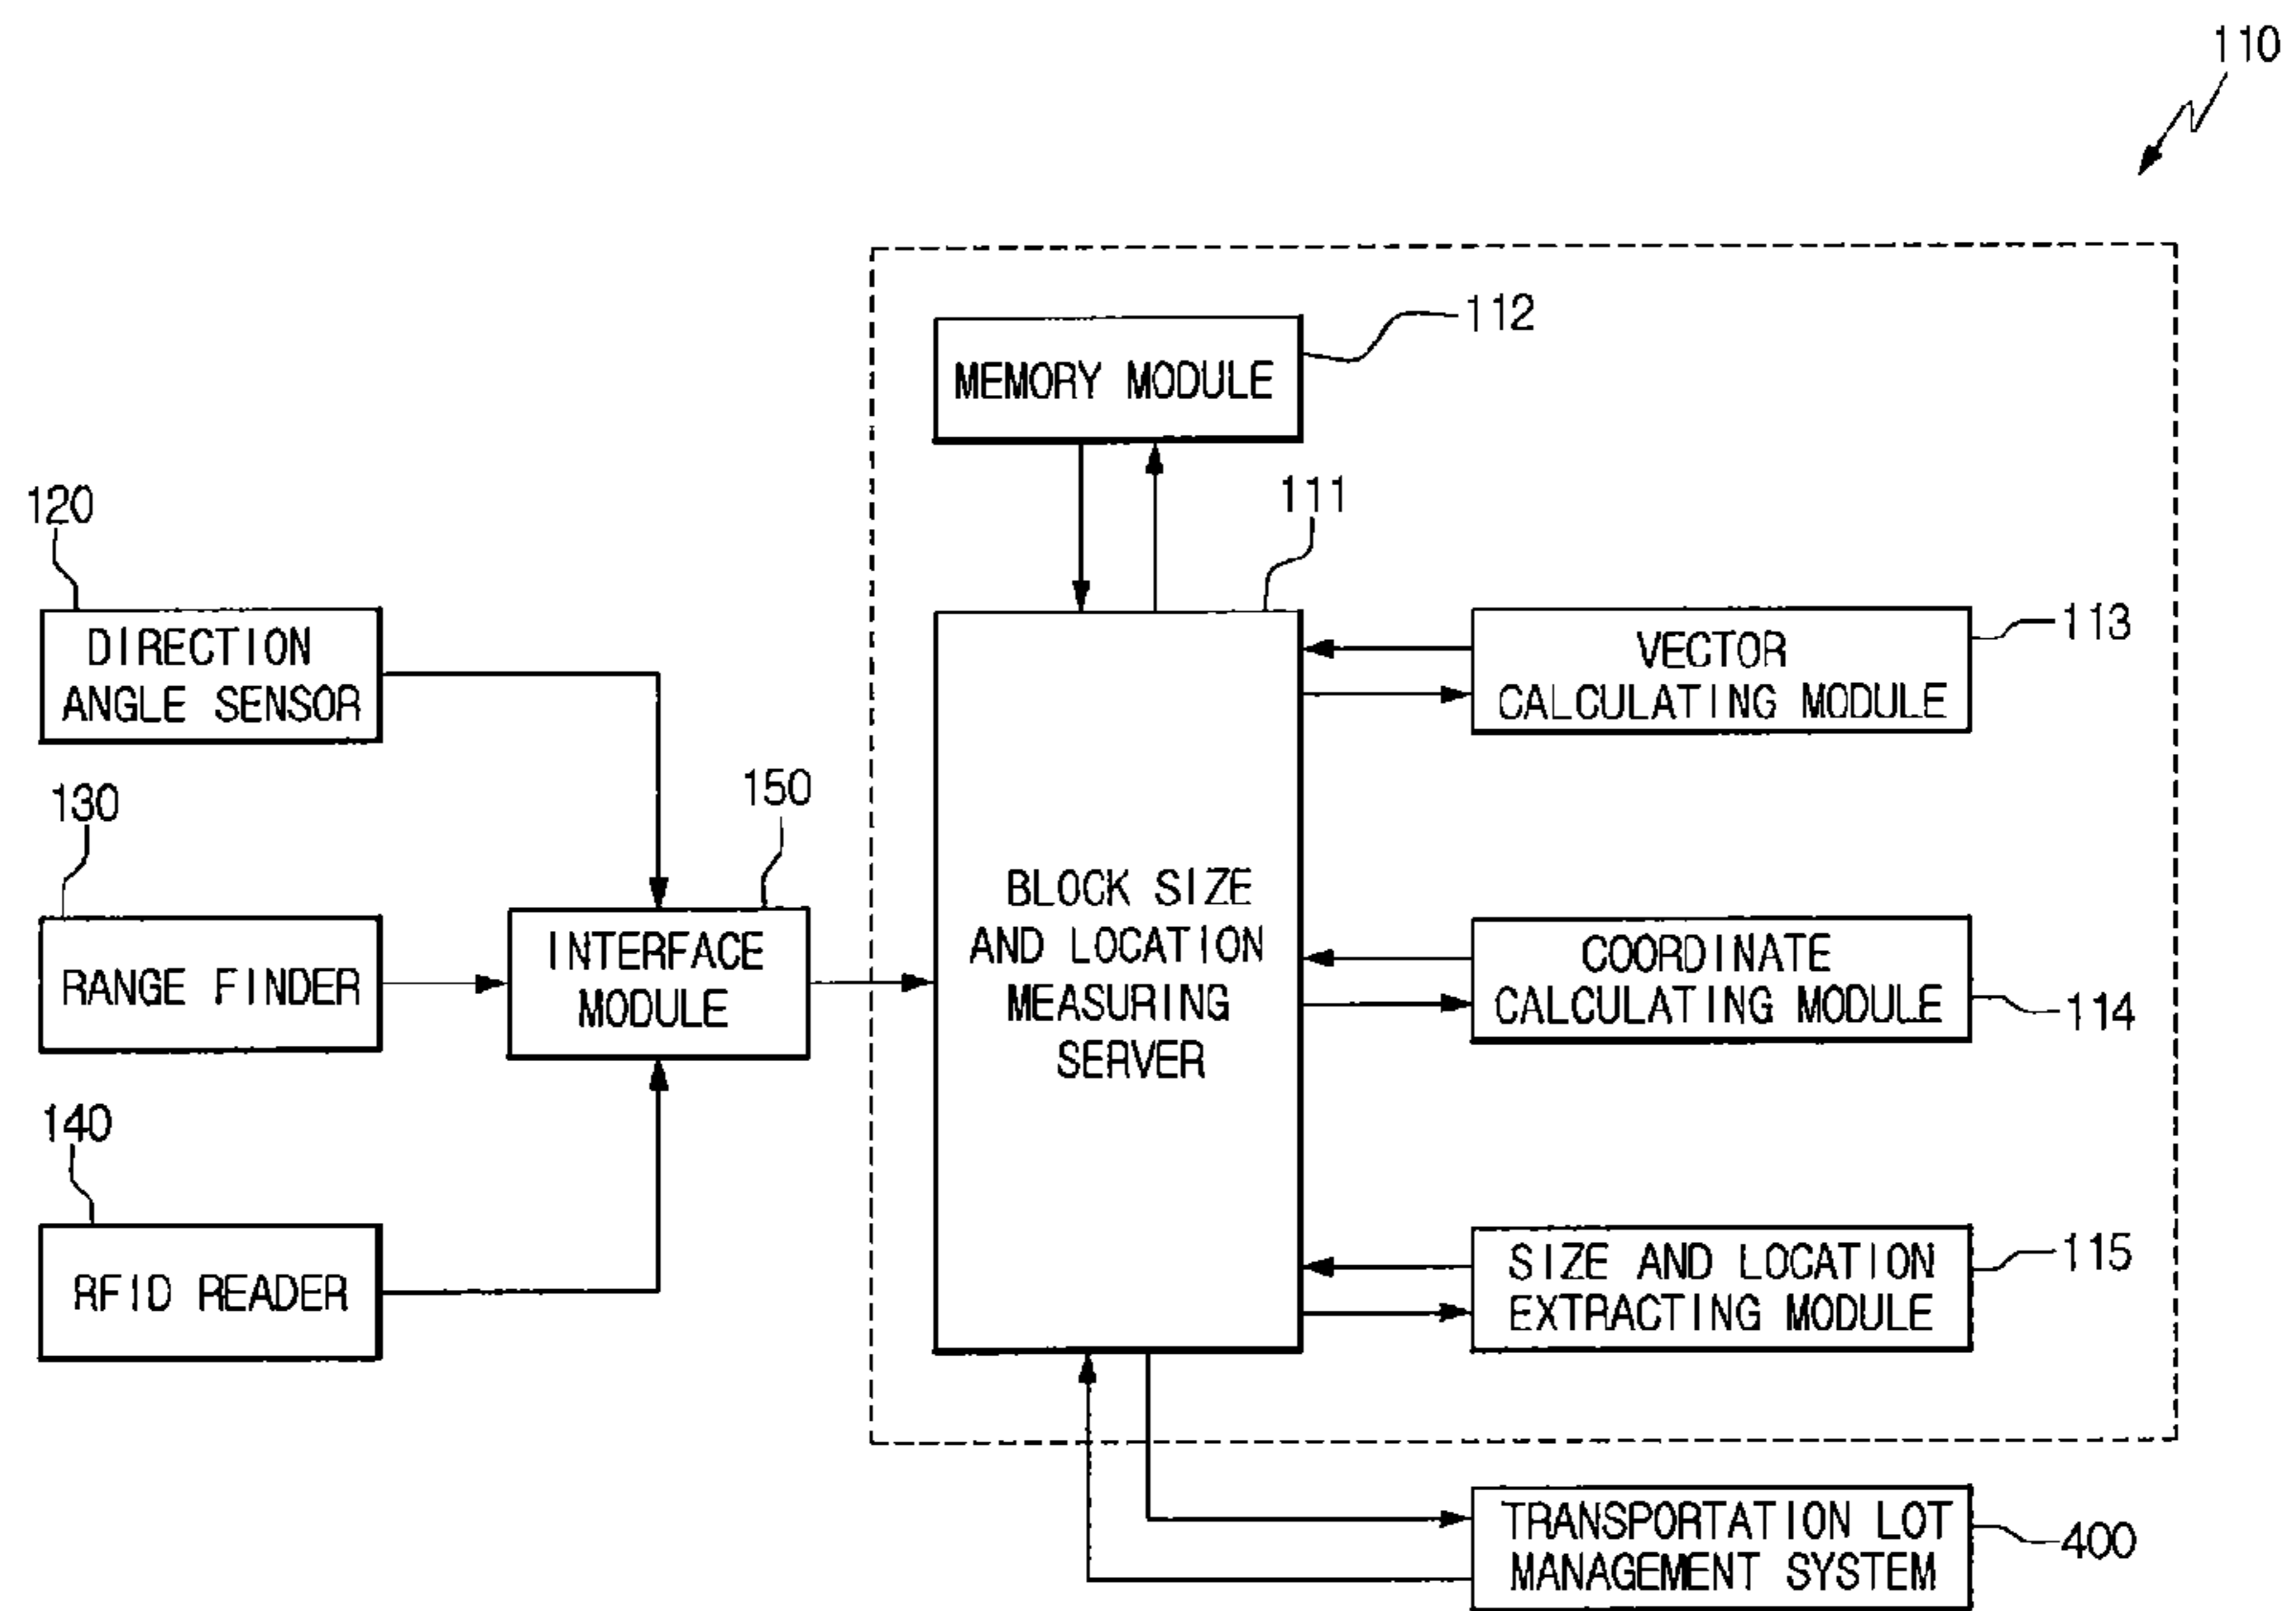 110
112
MEMORY MODULE
111
120
DIRECTION
ANGLE SENSOR
113
VECTOR
CALCULATING MODULE
130
RANGE FINDER
150
INTERFACE
MODULE
BLOCK SIZE
AND LOCATION
MEASURING
SERVER
COORDINATE
CALCULATING MODULE
114
140
RFID READER
115
SIZE AND LOCATION
EXTRACTING MODULE
TRANSPORTATION LOT
MANAGEMENT SYSTEM
400